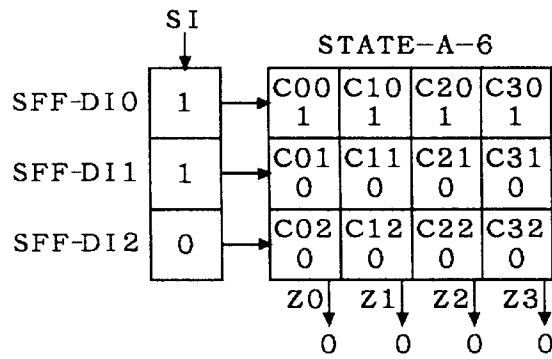 SI
STATE-A-6
SFF-DI0 1 C00 C10 C20 C30
1 1 1 1
SFF-DI1 1 C01 C11 C21 C31
0 0 0 0
SFF-DI2 0 C02 C12 C22 C32
0 0 0 0
Z0 Z1 Z2 Z3
0 0 0 0